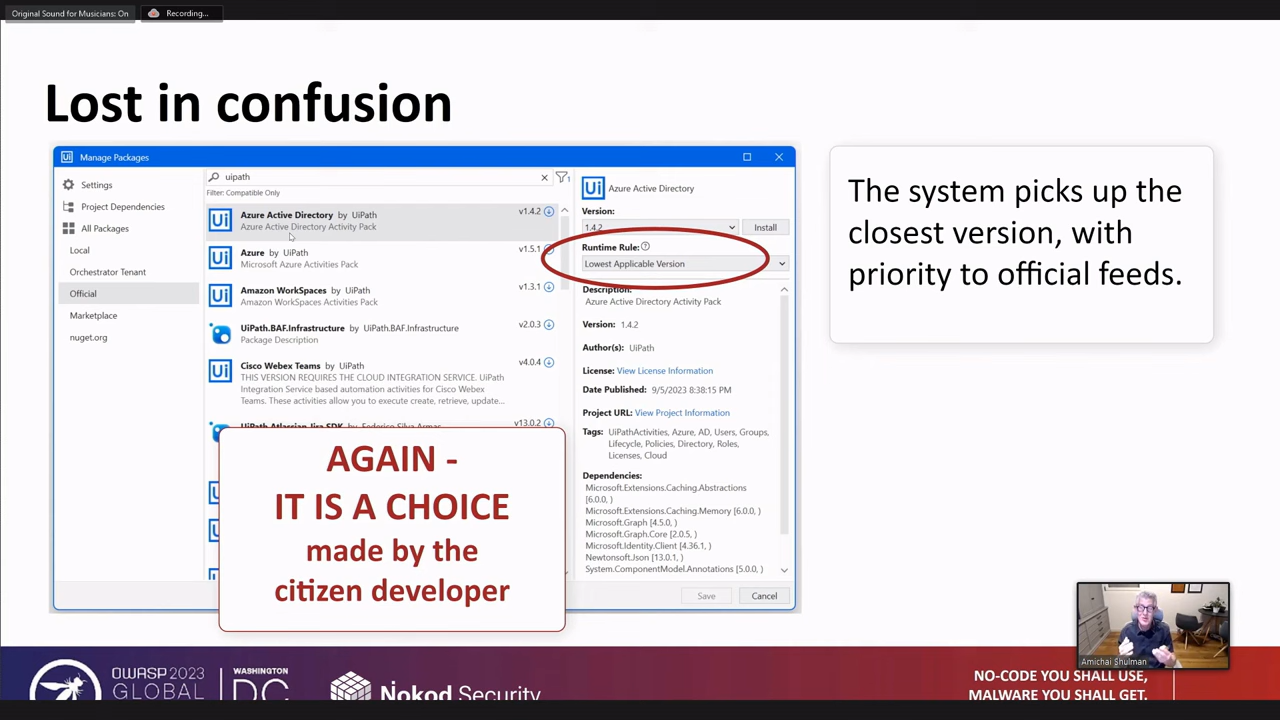 Original Sound for Musicians: On
Recording...
Lost in confusion
Manage Packages
Settings
Project Dependencies
All Packages
Local
Orchestrator Tenant
Official
Marketplace
nuget.org
uipath
Filter: Compatible Only
Azure Active Directory by UiPath v1.4.2
Azure Active Directory Activity Pack
Azure by UiPath v1.5.1
Microsoft Azure Activities Pack
Amazon WorkSpaces by UiPath v1.3.1
Amazon WorkSpaces Activities Pack
UiPath.BAF.Infrastructure by UiPath.BAF.Infrastructure v2.0.3
Package Description
Cisco Webex Teams by UiPath v4.0.4
THIS VERSION REQUIRES THE CLOUD INTEGRATION SERVICE. UiPath
Integration Service based automation activities for Cisco Webex
Teams. These activities allow you to execute create, retrieve, update...
UiPath Atlassian Jira SDK by Federico Silva Armas v13.0.2
AGAIN -
IT IS A CHOICE
made by the
citizen developer
Azure Active Directory
Version:
1.4.2
Install
Runtime Rule:
Lowest Applicable Version
Description:
Azure Active Directory Activity Pack
Version: 1.4.2
Author(s): UiPath
License: View License Information
Date Published: 9/5/2023 8:38:15 PM
Project URL: View Project Information
Tags: UiPathActivities, Azure, AD, Users, Groups,
Lifecycle, Policies, Directory, Roles,
Licenses, Cloud
Dependencies:
Microsoft.Extensions.Caching.Abstractions
[6.0.0, )
Microsoft.Extensions.Caching.Memory [6.0.0, )
Microsoft.Graph [4.5.0, )
Microsoft.Graph.Core [2.0.5, )
Microsoft.Identity.Client [4.36.1, )
Newtonsoft.Json [13.0.1, )
System.ComponentModel.Annotations [5.0.0, )
Save
Cancel
The system picks up the
closest version, with
priority to official feeds.
Amichai Shulman
OWASP 2023
GLOBAL
WASHINGTON
DC
Nokod Security
NO-CODE YOU SHALL USE,
MALWARE YOU SHALL GET.